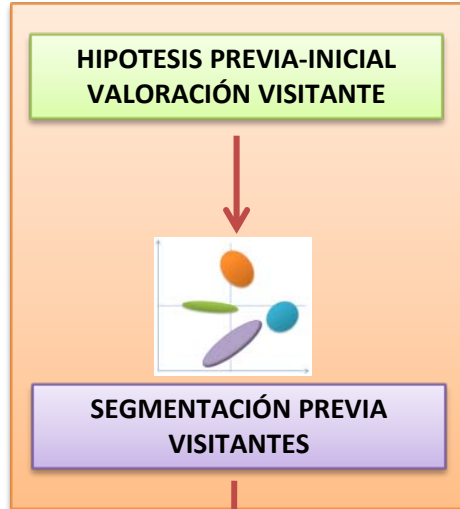 HIPOTESIS PREVIA-INICIAL
VALORACIÓN VISITANTE
SEGMENTACIÓN PREVIA
VISITANTES